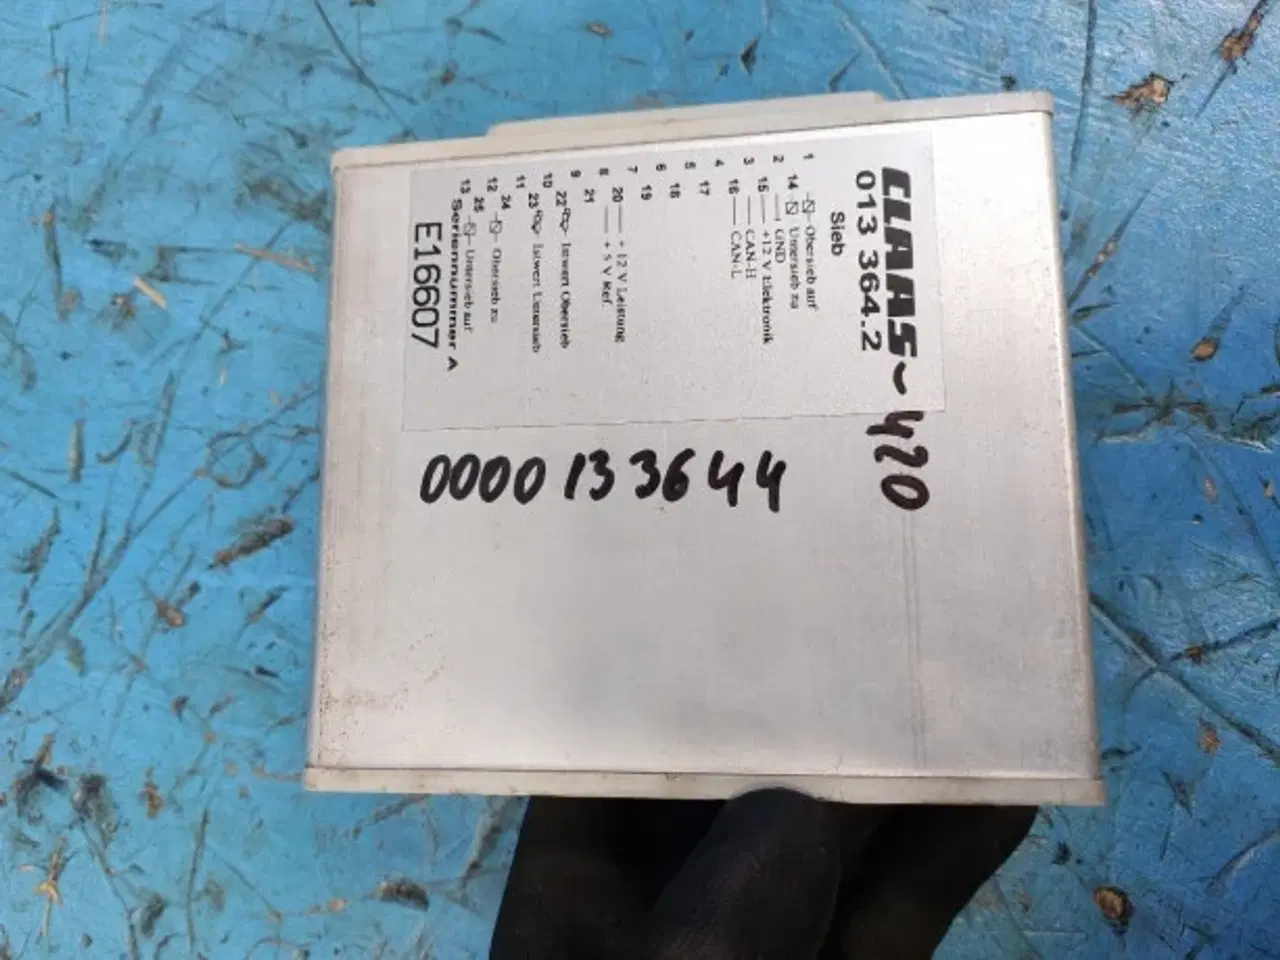 CLAAS - 420
013 364.2
Sieb
1 Obersieb auf
14 Untersieb zu
2 GND
15 +12 V Elektronik
3 CAN-H
16 CAN-L
4
17
5
18
6
19
7
20 +12 V Leistung
8 +5 V Ref.
21
9 Istwert Obersieb
22
10 Istwert Untersieb
23
11
24 Obersieb zu
12
25 Untersieb auf
13
Seriennummer A
E16607
0000133644